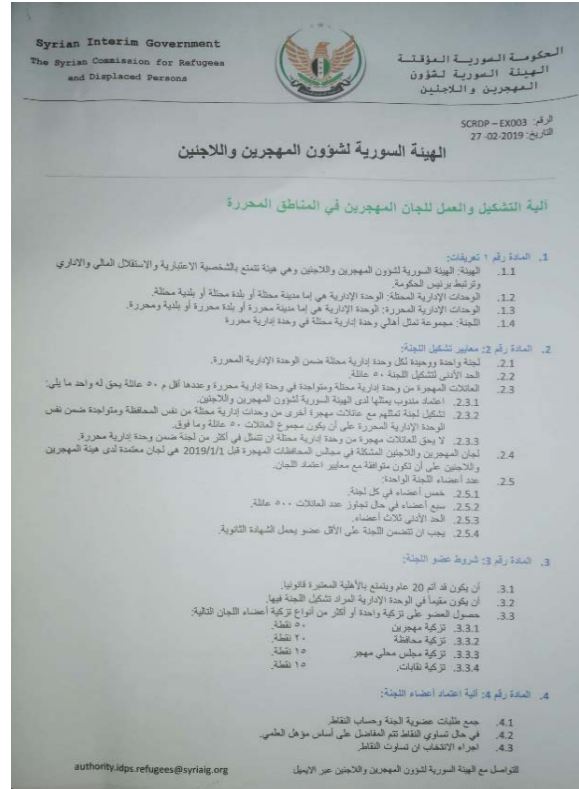 Syrian Interim Government
The Syrian Commission for Refugees
and Displaced Persons
الحكومة السورية المؤقتة
الهيئة السورية لشؤون
المهجرين و اللاجئين
الرقم: SCRDP – EX003
التاريخ: 27 -02-2019
الهيئة السورية لشؤون المهجرين واللاجئين
آلية التشكيل والعمل للجان المهجرين في المناطق المحررة
1. المادة رقم ١ تعريفات:
1.1 الهيئة: الهيئة السورية لشؤون المهجرين واللاجئين وهي هيئة تتمتع بالشخصية الاعتبارية والاستقلال المالي والاداري
وترتبط برئيس الحكومة.
1.2 الوحدات الإدارية المحتلة: الوحدة الإدارية هي إما مدينة محتلة أو بلدة محتلة أو بلدية محتلة.
1.3 الوحدات الإدارية المحررة: الوحدة الإدارية هي إما مدينة محررة أو بلدة محررة أو بلدية ومحررة.
1.4 اللجنة: مجموعة تمثل أهالي وحدة إدارية محتلة في وحدة إدارية محررة
2. المادة رقم 2: معايير تشكيل اللجنة:
2.1 لجنة واحدة ووحيدة لكل وحدة إدارية محتلة ضمن الوحدة الإدارية المحررة.
2.2 الحد الأدنى لتشكيل اللجنة ٥٠ عائلة.
2.3 العائلات المهجرة من وحدة إدارية محتلة ومتواجدة في وحدة إدارية محررة وعددها أقل م ٥٠ عائلة يحق له واحد ما يلي:
2.3.1 اعتماد مندوب يمثلها لدى الهيئة السورية لشؤون المهجرين واللاجئين.
2.3.2 تشكيل لجنة تمثلهم مع عائلات مهجرة أخرى من وحدات إدارية محتلة من نفس المحافظة ومتواجدة ضمن نفس
الوحدة الإدارية المحررة على أن يكون مجموع العائلات ٥٠ عائلة وما فوق.
2.3.3 لا يحق للعائلات مهجرة من وحدة إدارية محتلة ان تتمثل في أكثر من لجنة ضمن وحدة إدارية محررة.
2.4 لجان المهجرين واللاجئين المشكلة في مجالس المحافظات المهجرة قبل 2019/1/1 هي لجان معتمدة لدى هيئة المهجرين
واللاجئين على أن تكون متوافقة مع معايير اعتماد اللجان.
2.5 عدد أعضاء اللجنة الواحدة:
2.5.1 خمس أعضاء في كل لجنة.
2.5.2 سبع أعضاء في حال تجاوز عدد العائلات ٥٠٠ عائلة.
2.5.3 الحد الأدنى ثلاث أعضاء.
2.5.4 يجب ان تتضمن اللجنة على الأقل عضو يحمل الشهادة الثانوية.
3. المادة رقم 3: شروط عضو اللجنة:
3.1 أن يكون قد أتم 20 عام ويتمتع بالأهلية المعتبرة قانونيا.
3.2 أن يكون مقيماً في الوحدة الإدارية المراد تشكيل اللجنة فيها.
3.3 حصول العضو على تزكية واحدة أو أكثر من أنواع تزكية أعضاء اللجان التالية:
3.3.1. تزكية مهجرين ٥٠ نقطة.
3.3.2. تزكية محافظة ٢٠ نقطة.
3.3.3. تزكية مجلس محلي مهجر ١٥ نقطة
3.3.4. تزكية نقابات. ١٥ نقطة
4. المادة رقم 4: آلية اعتماد أعضاء اللجنة:
4.1. جمع طلبات عضوية الجنة وحساب النقاط.
4.2. في حال تساوي النقاط تتم المفاضل على أساس مؤهل العلمي.
4.3 اجراء الانتخاب ان تساوت النقاط.
للتواصل مع الهيئة السورية لشؤون المهجرين واللاجئين عبر الايميل authority.idps.refugees@syriaig.org